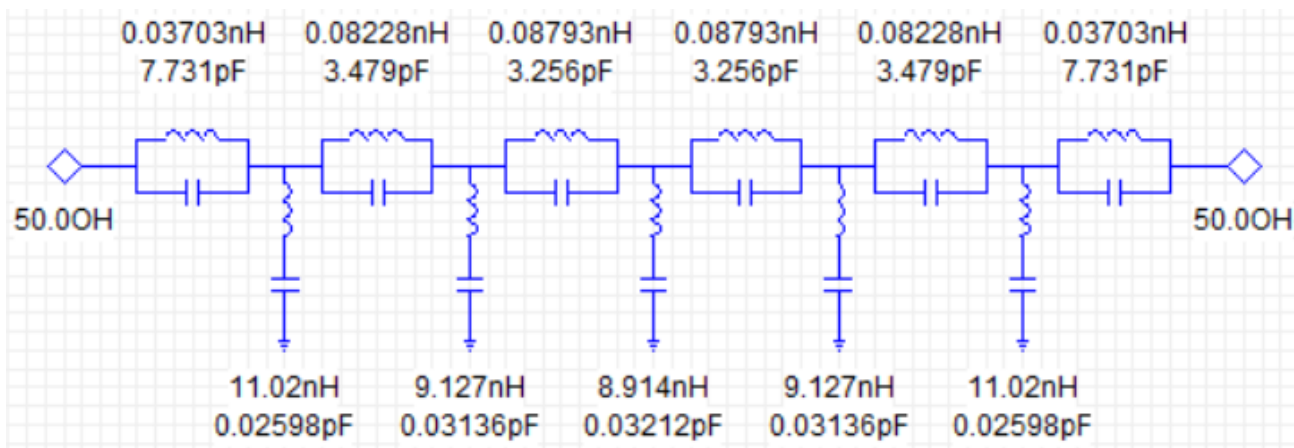 0.03703nH 0.08228nH 0.08793nH 0.08793nH 0.08228nH 0.03703nH
7.731pF 3.479pF 3.256pF 3.256pF 3.479pF 7.731pF
50.0OH 50.0OH
11.02nH 9.127nH 8.914nH 9.127nH 11.02nH
0.02598pF 0.03136pF 0.03212pF 0.03136pF 0.02598pF